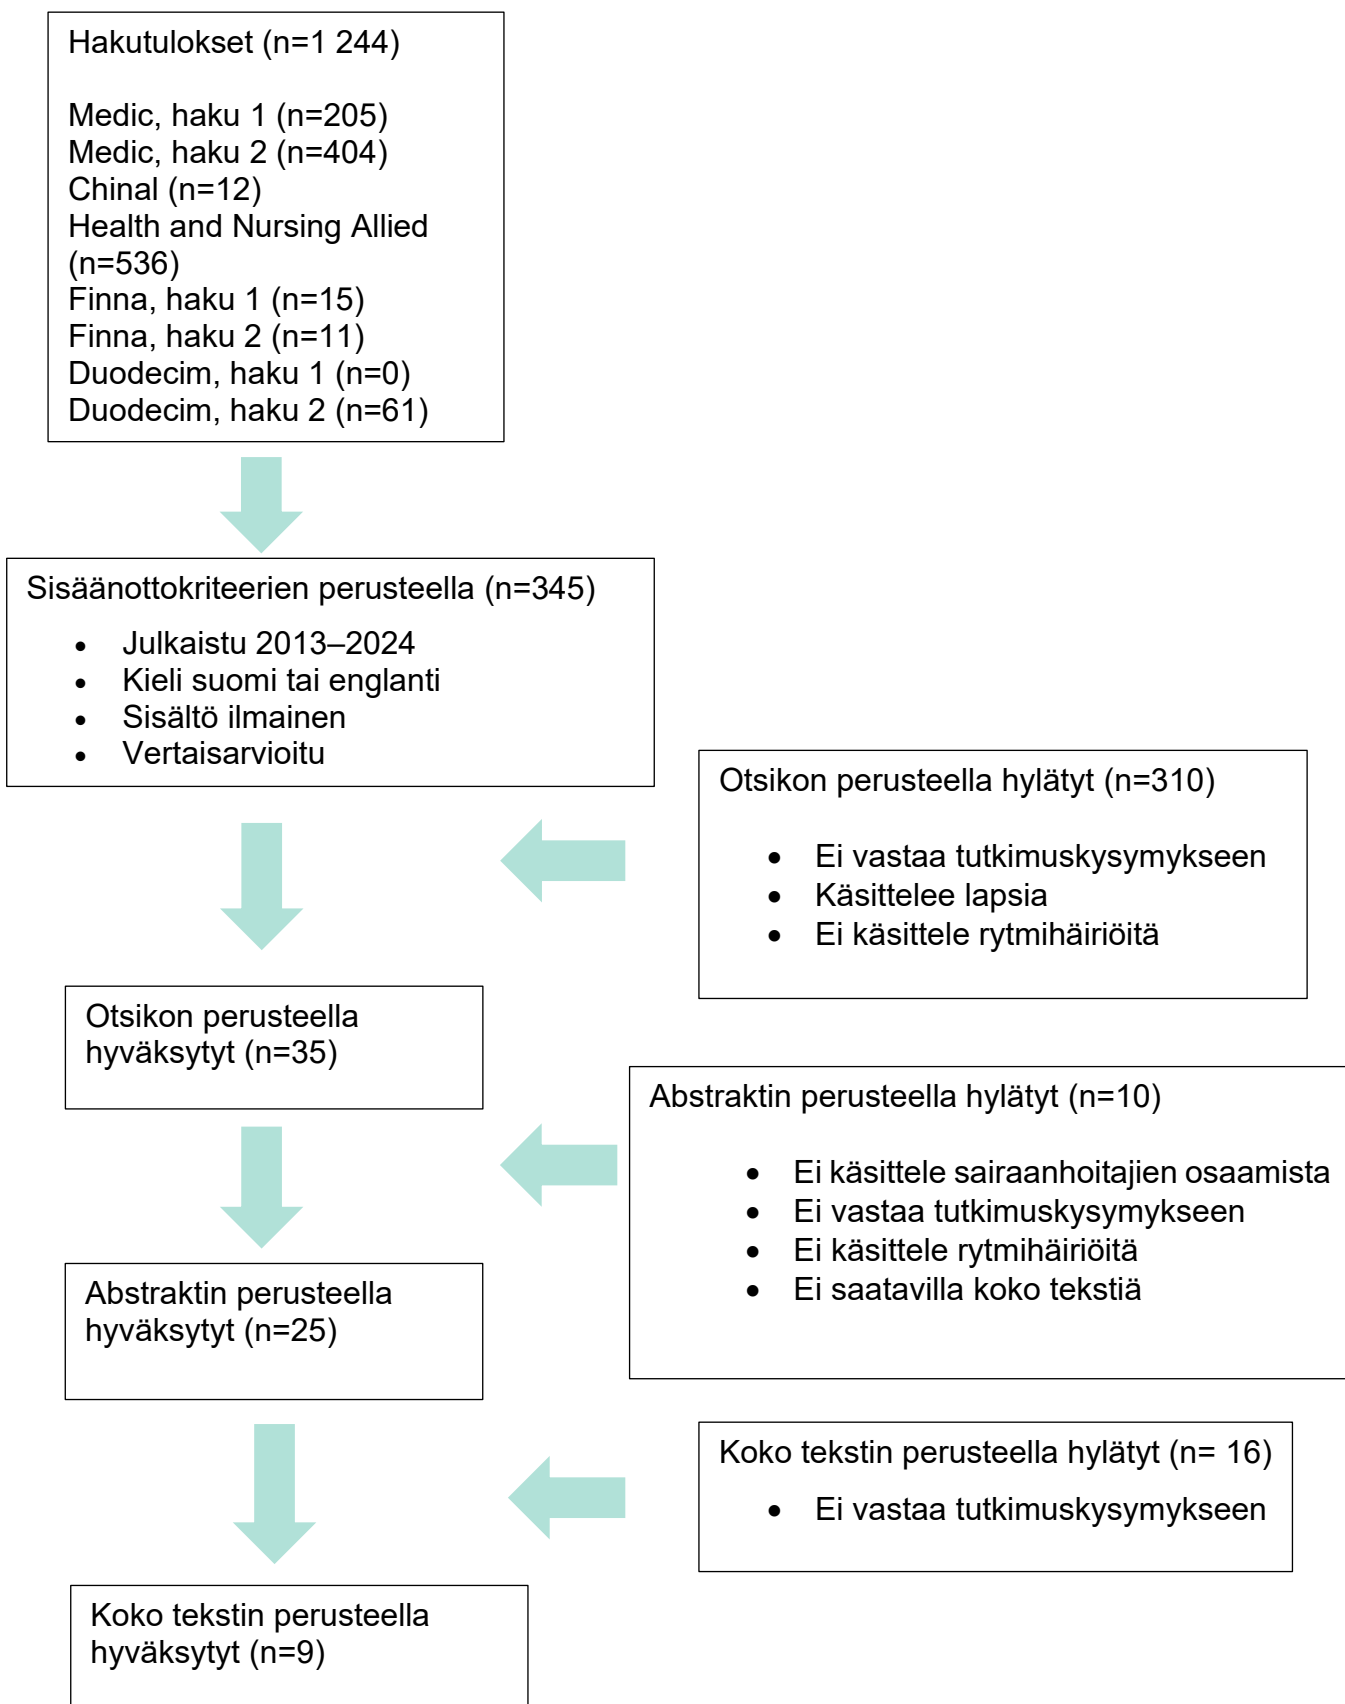 Hakutulokset (n=1 244)
Medic, haku 1 (n=205)
Medic, haku 2 (n=404)
Chinal (n=12)
Health and Nursing Allied
(n=536)
Finna, haku 1 (n=15)
Finna, haku 2 (n=11)
Duodecim, haku 1 (n=0)
Duodecim, haku 2 (n=61)
Sisäänottokriteerien perusteella (n=345)
• Julkaistu 2013–2024
• Kieli suomi tai englanti
• Sisältö ilmainen
• Vertaisarvioitu
Otsikon perusteella hylätyt (n=310)
• Ei vastaa tutkimuskysymykseen
• Käsittelee lapsia
• Ei käsittele rytmihäiriöitä
Otsikon perusteella
hyväksytyt (n=35)
Abstraktin perusteella hylätyt (n=10)
• Ei käsittele sairaanhoitajien osaamista
• Ei vastaa tutkimuskysymykseen
• Ei käsittele rytmihäiriöitä
• Ei saatavilla koko tekstiä
Abstraktin perusteella
hyväksytyt (n=25)
Koko tekstin perusteella hylätyt (n= 16)
• Ei vastaa tutkimuskysymykseen
Koko tekstin perusteella
hyväksytyt (n=9)